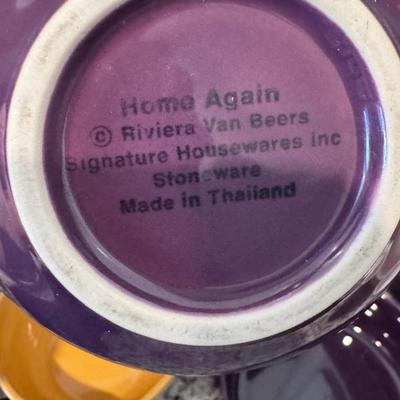 Home Again
© Riviera Van Beers
Signature Housewares inc
Stoneware
Made in Thailand